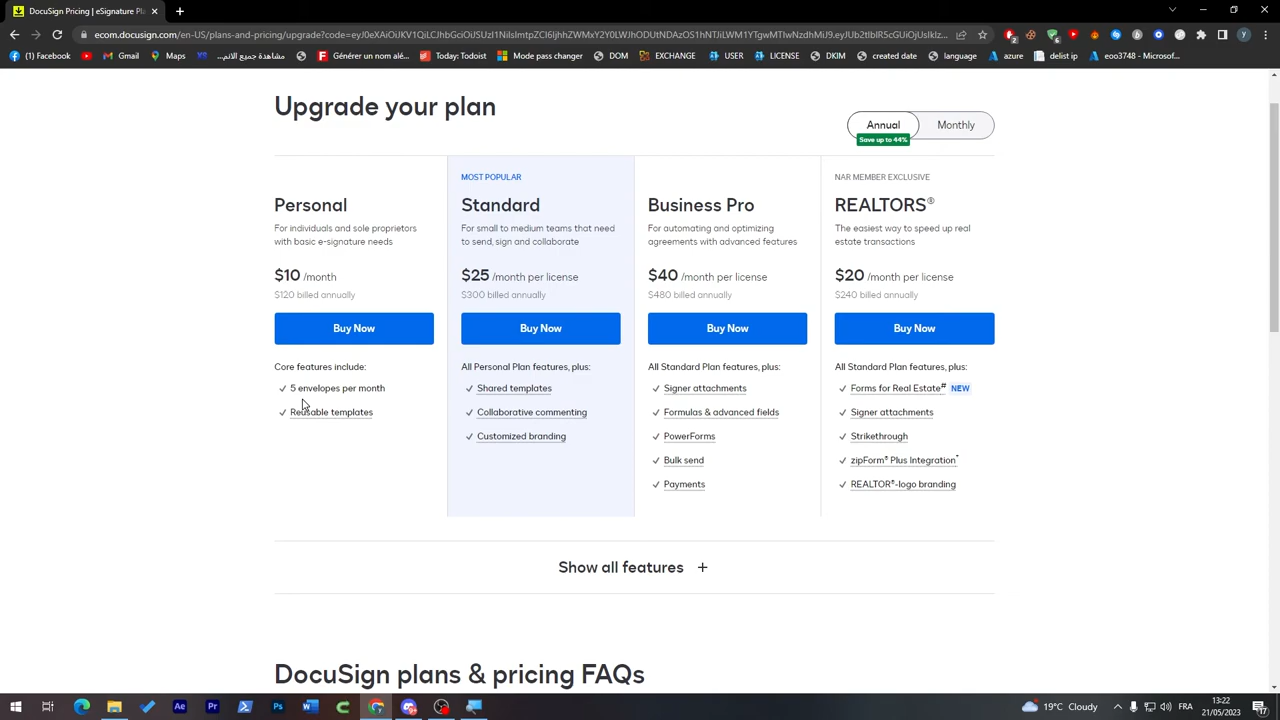 DocuSign Pricing | eSignature Pla
ecom.docusign.com/en-US/plans-and-pricing/upgrade?code=
Facebook
Gmail
Maps
مشاهدة جميع الانم...
Générer un nom alé...
Today: Todoist
Mode pass changer
DOM
EXCHANGE
USER
LICENSE
DKIM
created date
language
azure
delist ip
eoo3748 - Microsof...
Upgrade your plan
Annual
Monthly
Save up to 44%
Personal
For individuals and sole proprietors
with basic e-signature needs
$10 /month
$120 billed annually
Buy Now
Core features include:
✓ 5 envelopes per month
✓ Reusable templates
MOST POPULAR
Standard
For small to medium teams that need
to send, sign and collaborate
$25 /month per license
$300 billed annually
Buy Now
All Personal Plan features, plus:
✓ Shared templates
✓ Collaborative commenting
✓ Customized branding
Business Pro
For automating and optimizing
agreements with advanced features
$40 /month per license
$480 billed annually
Buy Now
All Standard Plan features, plus:
✓ Signer attachments
✓ Formulas & advanced fields
✓ PowerForms
✓ Bulk send
✓ Payments
NAR MEMBER EXCLUSIVE
REALTORS®
The easiest way to speed up real
estate transactions
$20 /month per license
$240 billed annually
Buy Now
All Standard Plan features, plus:
✓ Forms for Real Estate# NEW
✓ Signer attachments
✓ Strikethrough
✓ zipForm® Plus Integration*
✓ REALTOR®-logo branding
Show all features +
DocuSign plans & pricing FAQs
19°C Cloudy
FRA
13:22
21/05/2023